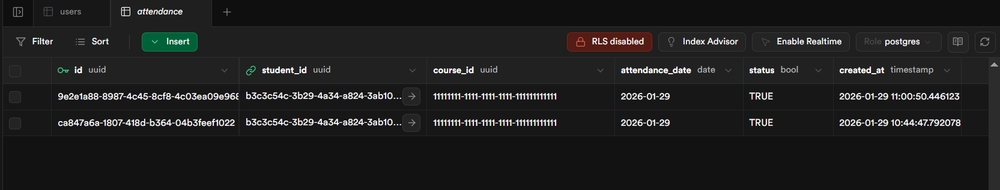 users attendance
Filter Sort Insert RLS disabled Index Advisor Enable Realtime Role postgres
id uuid student_id uuid course_id uuid attendance_date date status bool created_at timestamp
9e2e1a88-8987-4c45-8cf8-4c03ea09e968 b3c3c54c-3b29-4a34-a824-3ab10... 11111111-1111-1111-1111-111111111111 2026-01-29 TRUE 2026-01-29 11:00:50.446123
ca847a6a-1807-418d-b364-04b3feef1022 b3c3c54c-3b29-4a34-a824-3ab10... 11111111-1111-1111-1111-111111111111 2026-01-29 TRUE 2026-01-29 10:44:47.792078